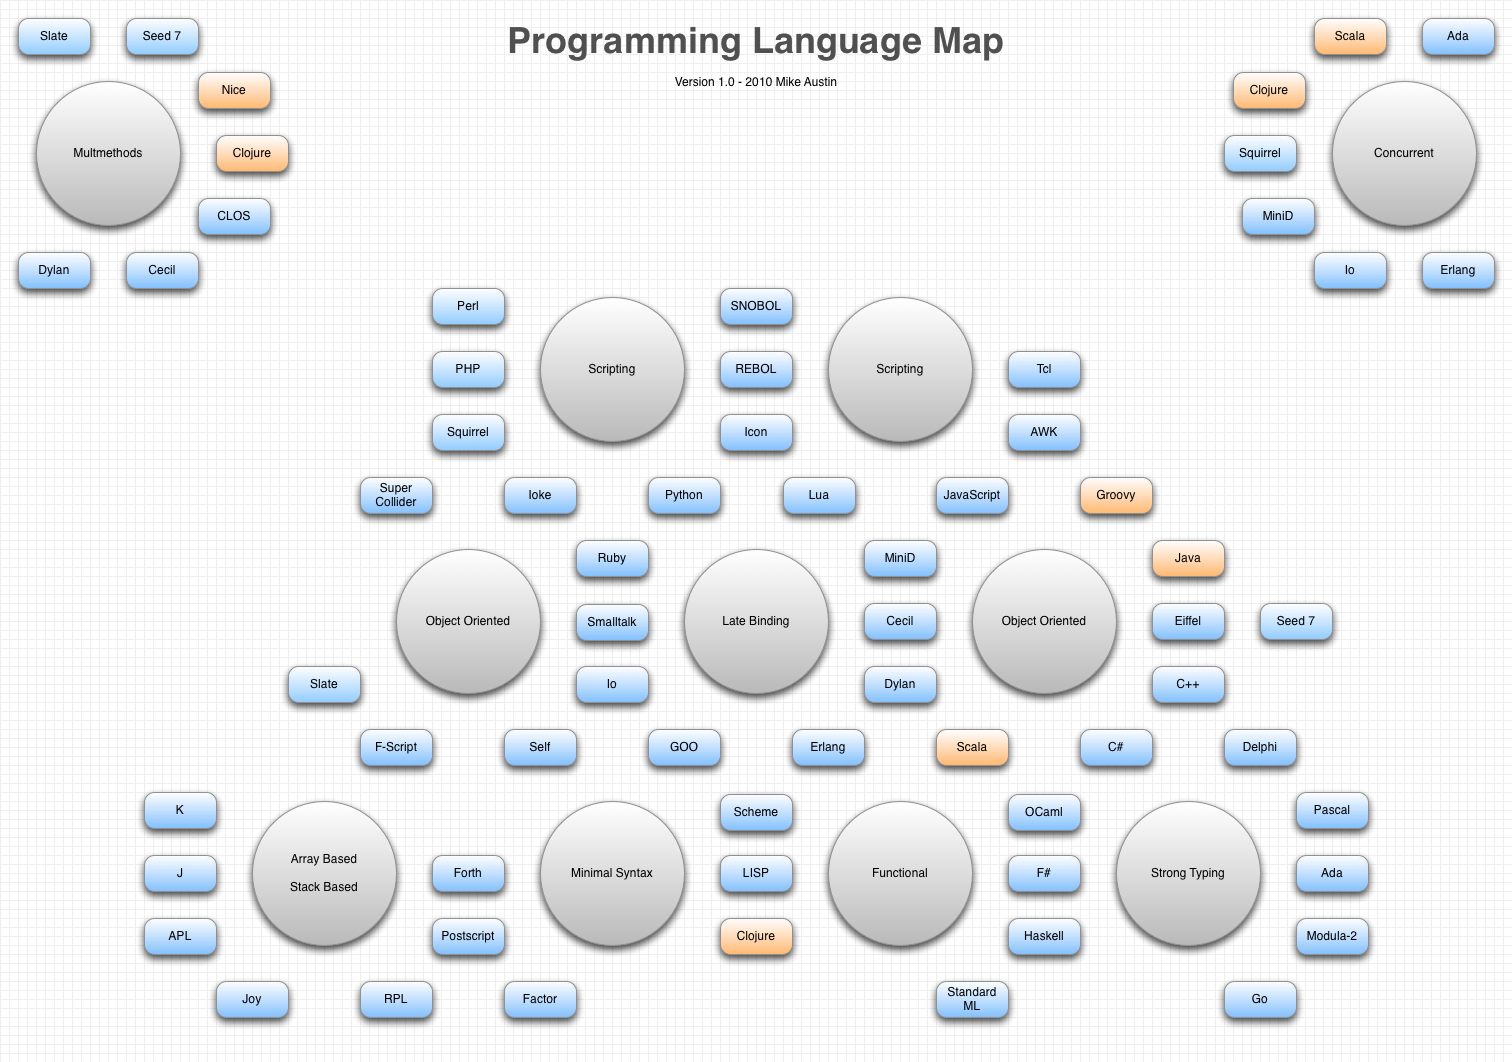 Programming Language Map
Version 1.0 - 2010 Mike Austin
Slate
Seed 7
Nice
Multmethods
Clojure
CLOS
Dylan
Cecil
Scala
Ada
Clojure
Squirrel
Concurrent
MiniD
Io
Erlang
Perl
SNOBOL
PHP
Scripting
REBOL
Scripting
Tcl
Squirrel
Icon
AWK
Super
Collider
Ioke
Python
Lua
JavaScript
Groovy
Ruby
MiniD
Java
Object Oriented
Smalltalk
Late Binding
Cecil
Object Oriented
Eiffel
Seed 7
Slate
Io
Dylan
C++
F-Script
Self
GOO
Erlang
Scala
C#
Delphi
K
Scheme
OCaml
Pascal
Array Based
Stack Based
J
Forth
Minimal Syntax
LISP
Functional
F#
Strong Typing
Ada
APL
Postscript
Clojure
Haskell
Modula-2
Joy
RPL
Factor
Standard
ML
Go